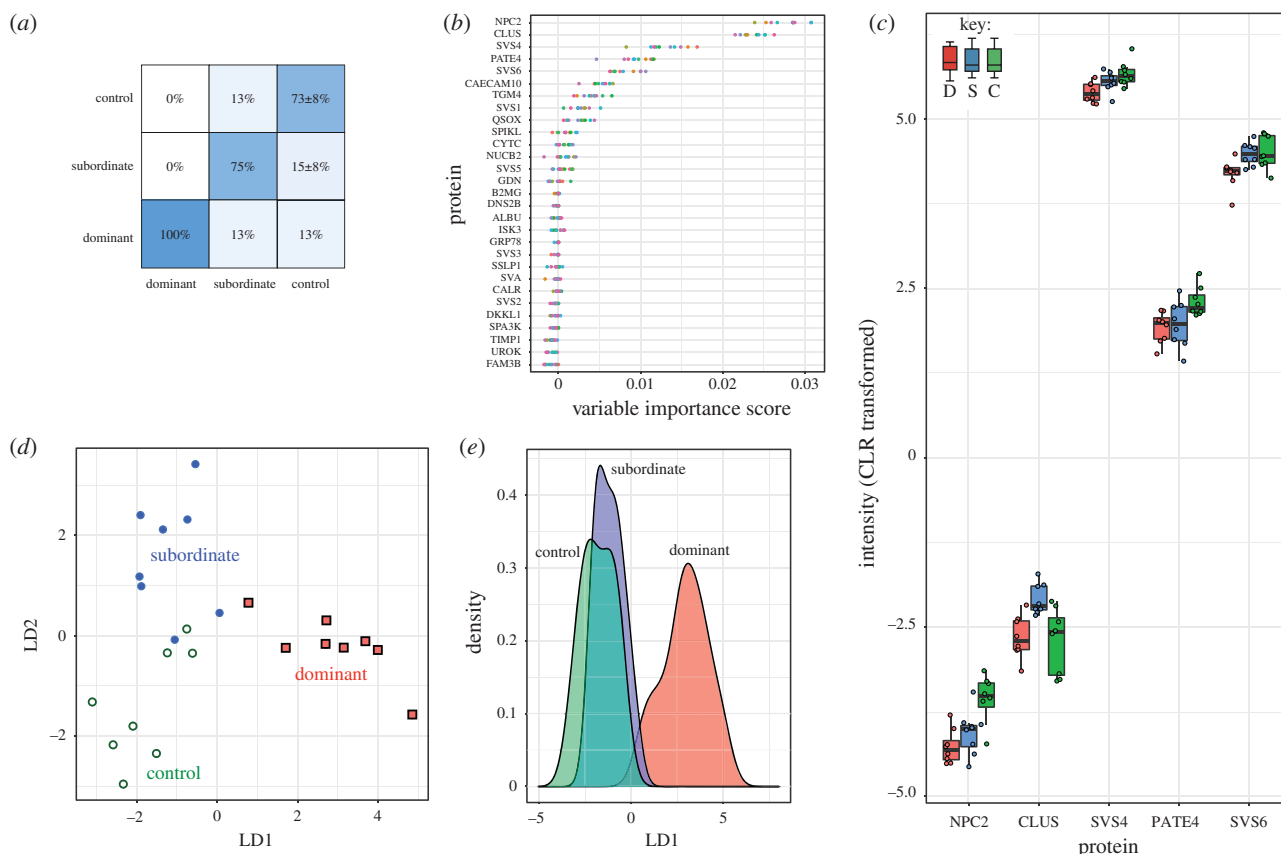 (a)
control
0%
13%
73±8%
subordinate
0%
75%
15±8%
dominant
100%
13%
13%
dominant
subordinate
control
(b)
protein
NPC2
CLUS
SVS4
PATE4
SVS6
CAECAM10
TGM4
SVS1
QSOX
SPIKL
CYTC
NUCB2
SVS5
GDN
B2MG
DNS2B
ALBU
ISK3
GRP78
SVS3
SSLP1
SVA
CALR
SVS2
DKKL1
SPA3K
TIMP1
UROK
FAM3B
0
0.01
0.02
0.03
variable importance score
(c)
key:
D
S
C
intensity (CLR transformed)
5.0
2.5
0
–2.5
–5.0
NPC2
CLUS
SVS4
PATE4
SVS6
protein
(d)
LD2
2
0
–2
subordinate
dominant
control
–2
0
2
4
LD1
(e)
density
0.4
0.3
0.2
0.1
0
subordinate
control
dominant
–5
0
5
LD1